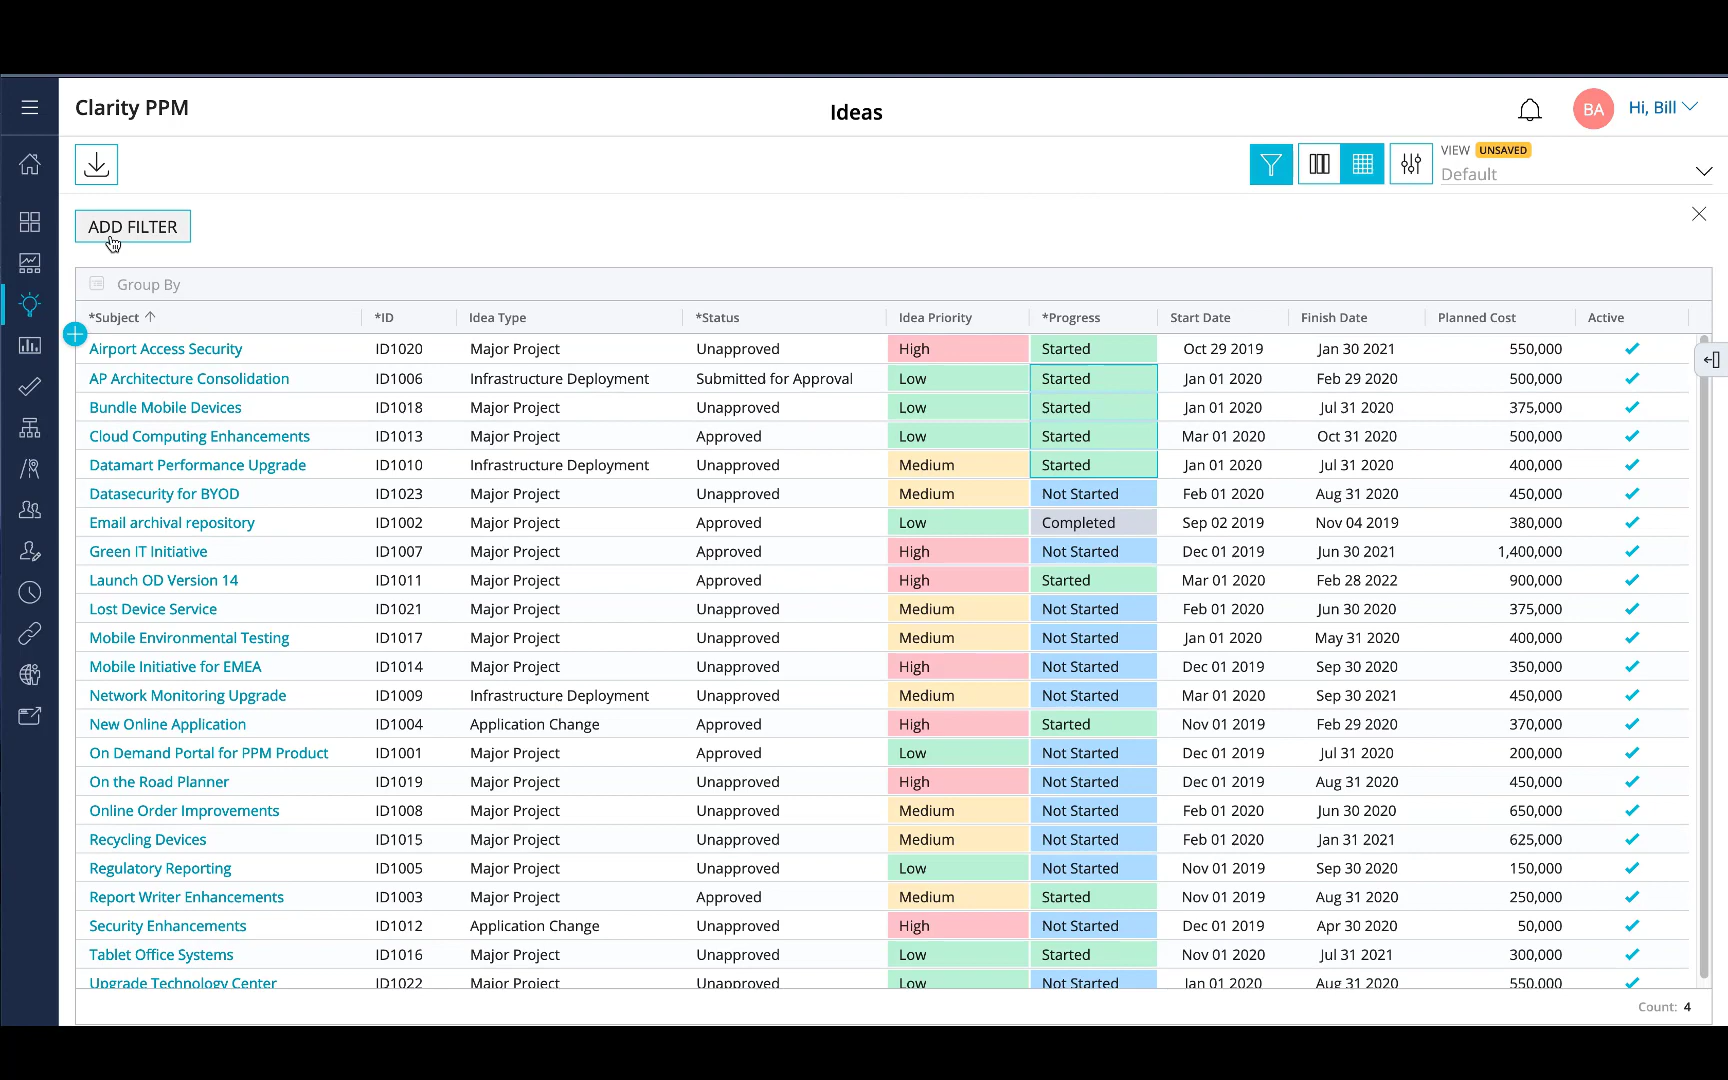 Clarity PPM
Ideas
BA Hi, Bill
VIEW UNSAVED
Default
ADD FILTER
Group By
*Subject *ID Idea Type *Status Idea Priority *Progress Start Date Finish Date Planned Cost Active
Airport Access Security ID1020 Major Project Unapproved High Started Oct 29 2019 Jan 30 2021 550,000
AP Architecture Consolidation ID1006 Infrastructure Deployment Submitted for Approval Low Started Jan 01 2020 Feb 29 2020 500,000
Bundle Mobile Devices ID1018 Major Project Unapproved Low Started Jan 01 2020 Jul 31 2020 375,000
Cloud Computing Enhancements ID1013 Major Project Approved Low Started Mar 01 2020 Oct 31 2020 500,000
Datamart Performance Upgrade ID1010 Infrastructure Deployment Unapproved Medium Started Jan 01 2020 Jul 31 2020 400,000
Datasecurity for BYOD ID1023 Major Project Unapproved Medium Not Started Feb 01 2020 Aug 31 2020 450,000
Email archival repository ID1002 Major Project Approved Low Completed Sep 02 2019 Nov 04 2019 380,000
Green IT Initiative ID1007 Major Project Approved High Not Started Dec 01 2019 Jun 30 2021 1,400,000
Launch OD Version 14 ID1011 Major Project Approved High Started Mar 01 2020 Feb 28 2022 900,000
Lost Device Service ID1021 Major Project Unapproved Medium Not Started Feb 01 2020 Jun 30 2020 375,000
Mobile Environmental Testing ID1017 Major Project Unapproved Medium Not Started Jan 01 2020 May 31 2020 400,000
Mobile Initiative for EMEA ID1014 Major Project Unapproved High Not Started Dec 01 2019 Sep 30 2020 350,000
Network Monitoring Upgrade ID1009 Infrastructure Deployment Unapproved Medium Not Started Mar 01 2020 Sep 30 2021 450,000
New Online Application ID1004 Application Change Approved High Started Nov 01 2019 Feb 29 2020 370,000
On Demand Portal for PPM Product ID1001 Major Project Approved Low Not Started Dec 01 2019 Jul 31 2020 200,000
On the Road Planner ID1019 Major Project Unapproved High Not Started Dec 01 2019 Aug 31 2020 450,000
Online Order Improvements ID1008 Major Project Unapproved Medium Not Started Feb 01 2020 Jun 30 2020 650,000
Recycling Devices ID1015 Major Project Unapproved Medium Not Started Feb 01 2020 Jan 31 2021 625,000
Regulatory Reporting ID1005 Major Project Unapproved Low Not Started Nov 01 2019 Sep 30 2020 150,000
Report Writer Enhancements ID1003 Major Project Approved Medium Started Nov 01 2019 Aug 31 2020 250,000
Security Enhancements ID1012 Application Change Unapproved High Not Started Dec 01 2019 Apr 30 2020 50,000
Tablet Office Systems ID1016 Major Project Unapproved Low Started Nov 01 2020 Jul 31 2021 300,000
Upgrade Technology Center ID1022 Major Project Unapproved Low Not Started Jan 01 2020 Aug 31 2020 550,000
Count: 4